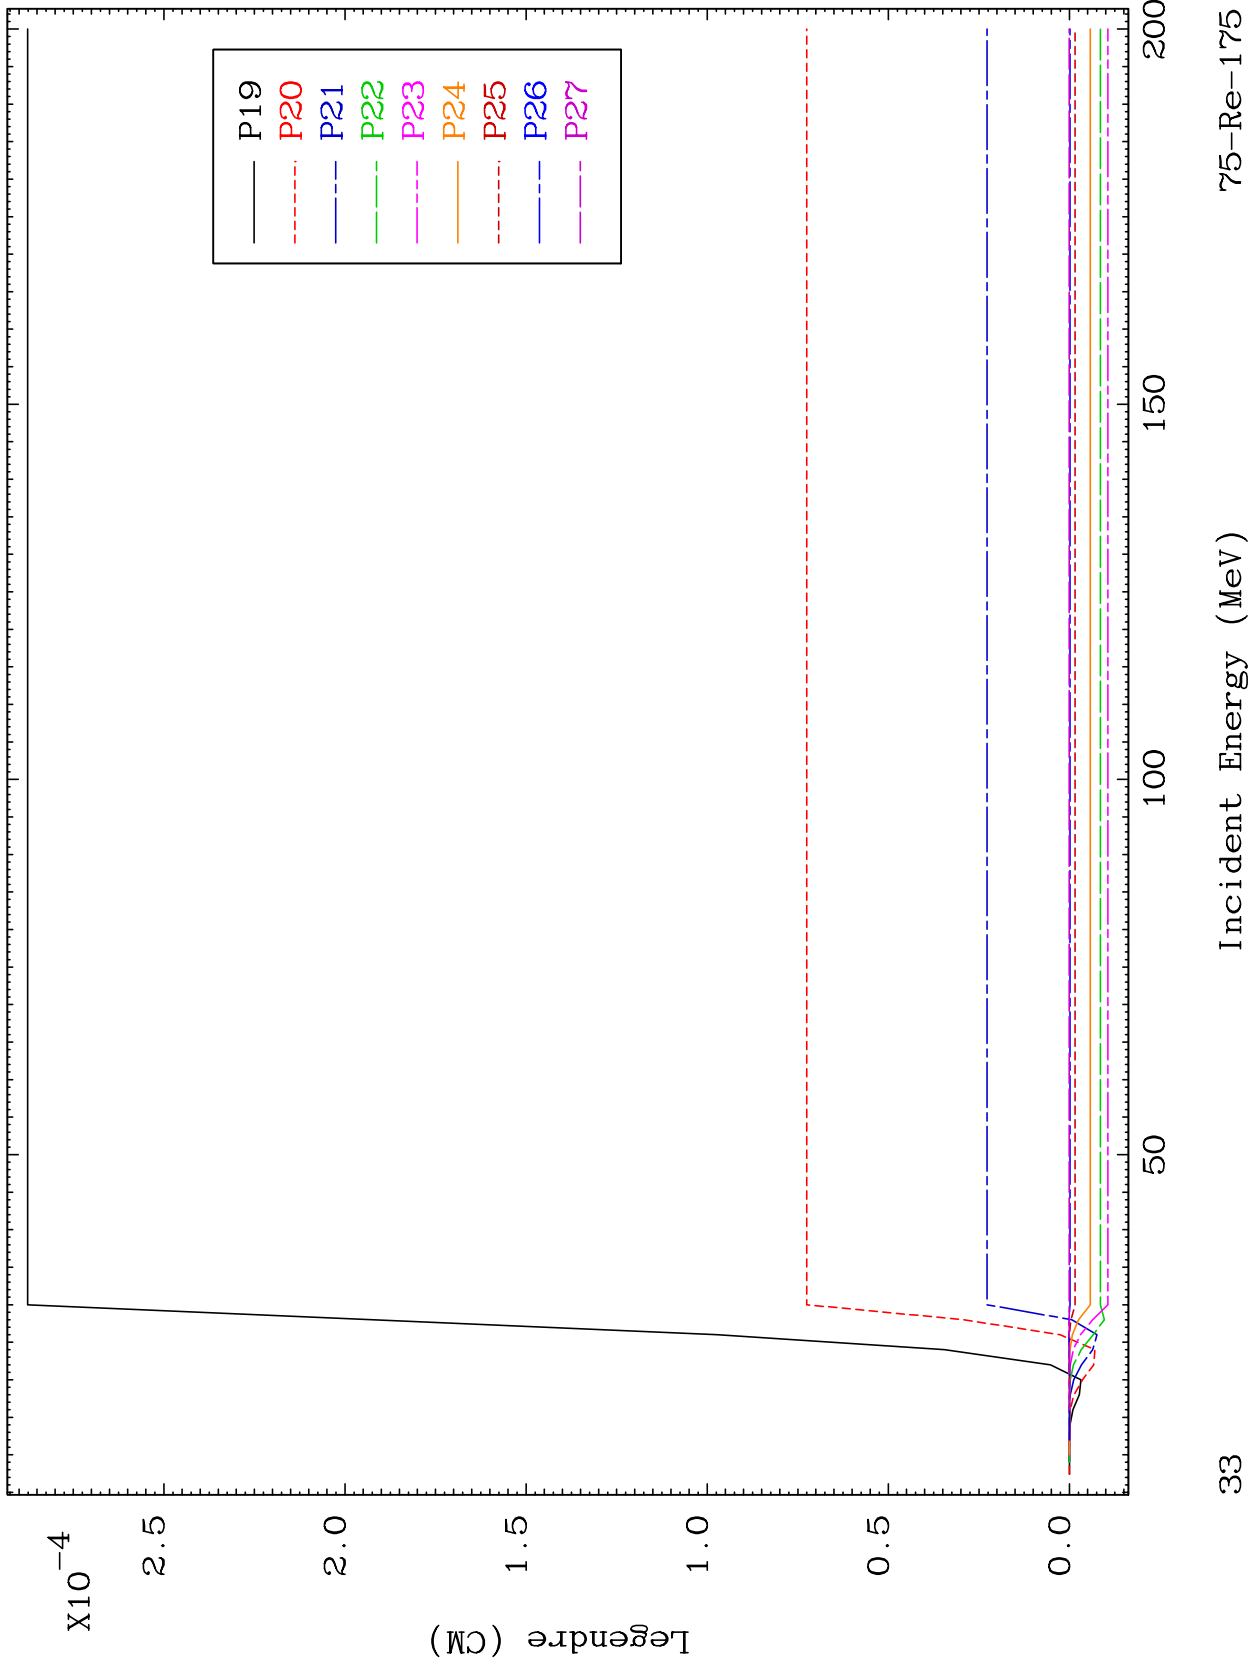 X10-4
2.5
2.0
1.5
1.0
0.5
0.0
Legendre (CM)
P19
P20
P21
P22
P23
P24
P25
P26
P27
50
100
150
200
Incident Energy (MeV)
33
75-Re-175